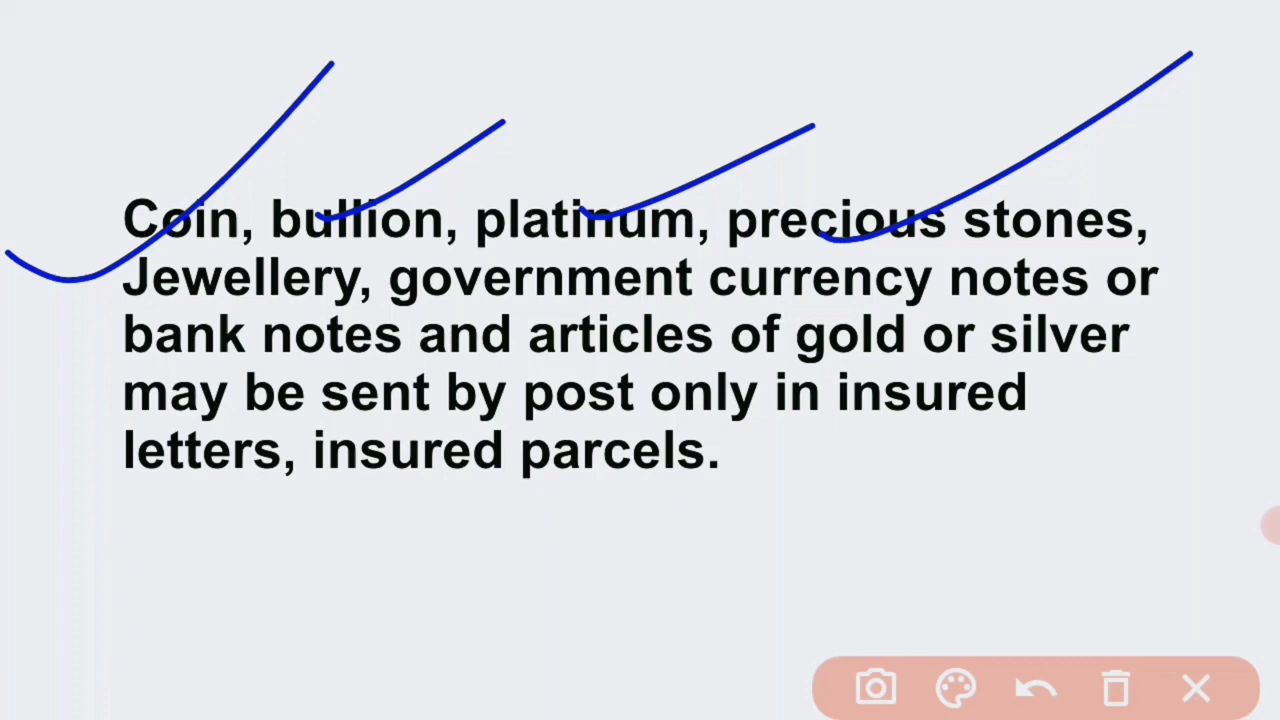 Coin, bullion, platinum, precious stones,
Jewellery, government currency notes or
bank notes and articles of gold or silver
may be sent by post only in insured
letters, insured parcels.